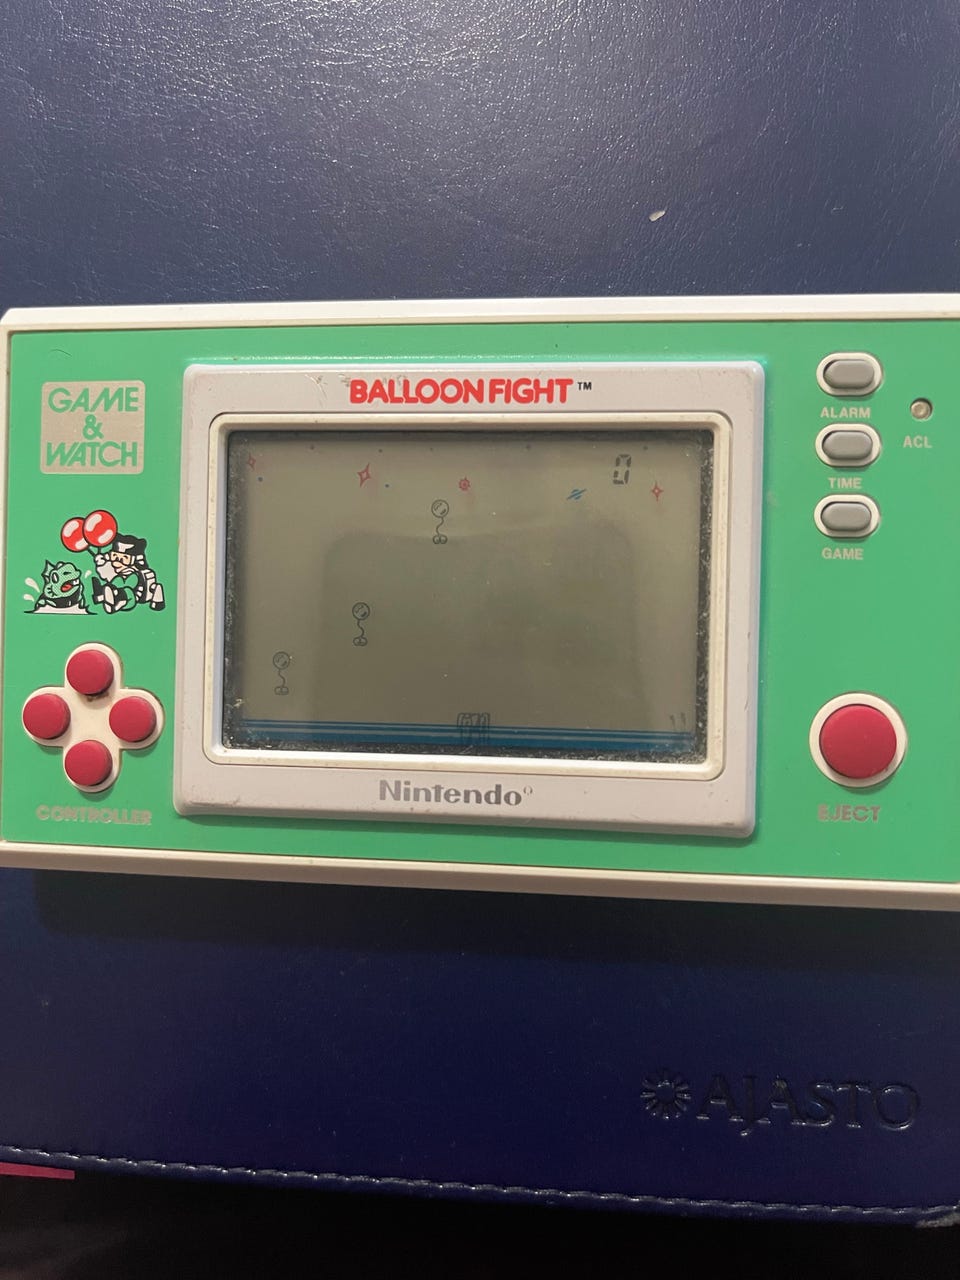 BALLOON FIGHT™
GAME
&
WATCH
0
ALARM
ACL
TIME
GAME
Nintendo®
CONTROLLER
EJECT
AJASTO